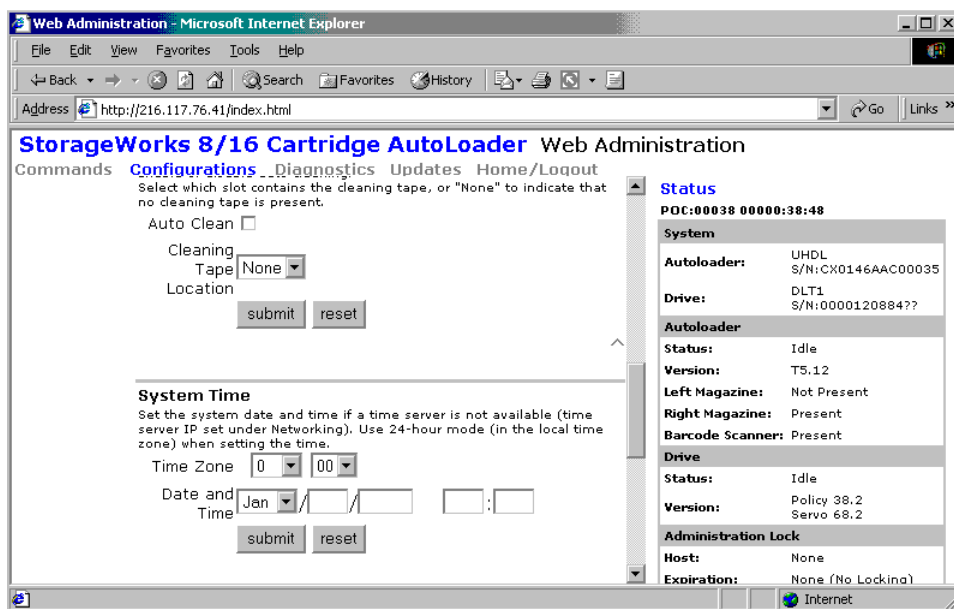 Web Administration - Microsoft Internet Explorer
File Edit View Favorites Tools Help
Back Search Favorites History
Address http://216.117.76.41/index.html Go Links »
StorageWorks 8/16 Cartridge AutoLoader Web Administration
Commands Configurations Diagnostics Updates Home/Logout
Select which slot contains the cleaning tape, or "None" to indicate that
no cleaning tape is present.
Auto Clean
Cleaning
Tape None
Location
submit reset
System Time
Set the system date and time if a time server is not available (time
server IP set under Networking). Use 24-hour mode (in the local time
zone) when setting the time.
Time Zone 0 00
Date and
Time Jan / / :
submit reset
Status
POC:00038 00000:38:48
System
Autoloader: UHDL
S/N:CX0146AAC00035
Drive: DLT1
S/N:0000120884??
Autoloader
Status: Idle
Version: T5.12
Left Magazine: Not Present
Right Magazine: Present
Barcode Scanner: Present
Drive
Status: Idle
Version: Policy 38.2
Servo 68.2
Administration Lock
Host: None
Expiration: None (No Locking)
Internet